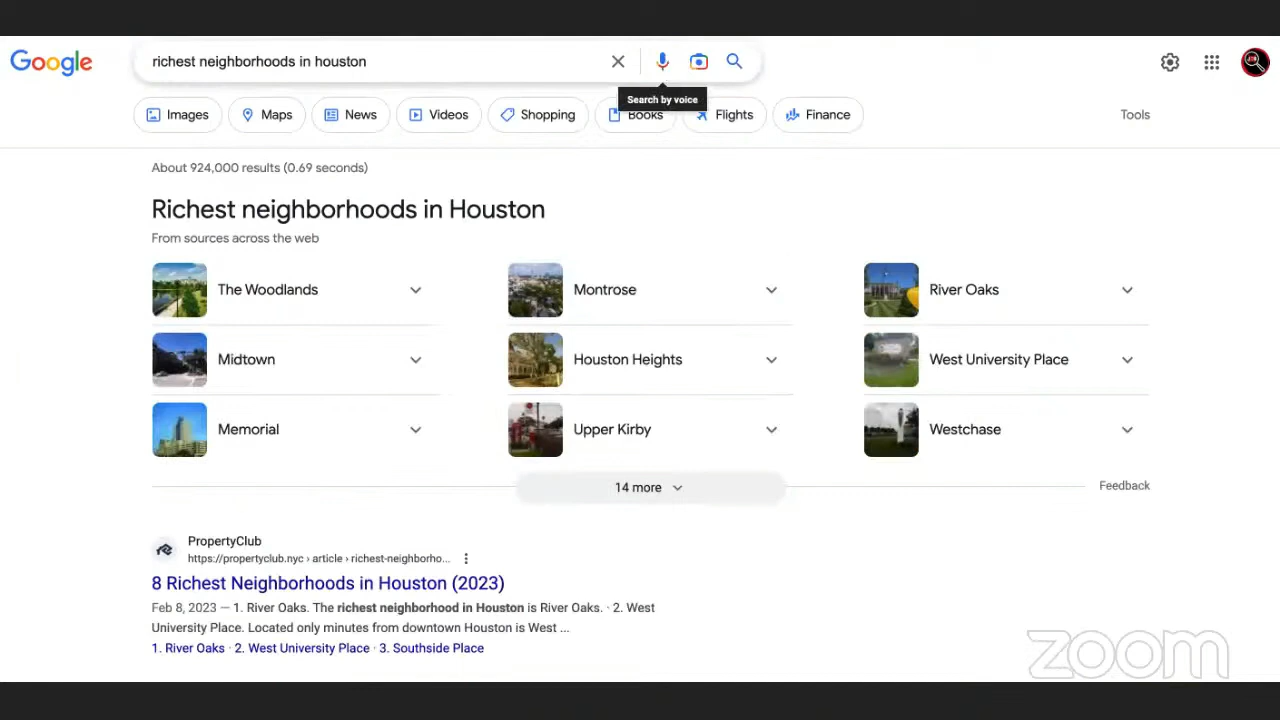 Google
richest neighborhoods in houston
Search by voice
Images
Maps
News
Videos
Shopping
Books
Flights
Finance
Tools
About 924,000 results (0.69 seconds)
Richest neighborhoods in Houston
From sources across the web
The Woodlands
Montrose
River Oaks
Midtown
Houston Heights
West University Place
Memorial
Upper Kirby
Westchase
14 more
Feedback
PropertyClub
https://propertyclub.nyc › article › richest-neighborho...
8 Richest Neighborhoods in Houston (2023)
Feb 8, 2023 — 1. River Oaks. The richest neighborhood in Houston is River Oaks. · 2. West
University Place. Located only minutes from downtown Houston is West ...
1. River Oaks · 2. West University Place · 3. Southside Place
zoom